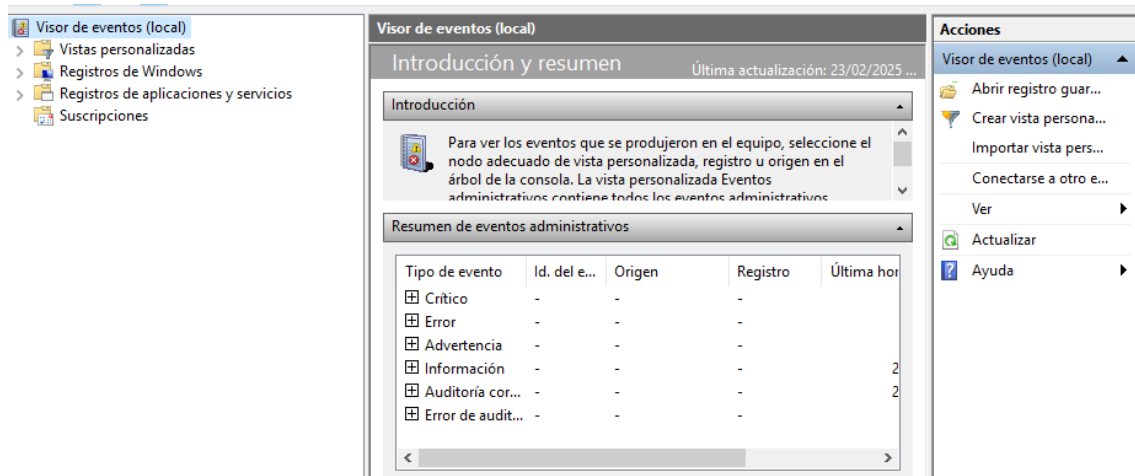 Visor de eventos (local)
Vistas personalizadas
Registros de Windows
Registros de aplicaciones y servicios
Suscripciones
Visor de eventos (local)
Introducción y resumen Última actualización: 23/02/2025 ...
Introducción
Para ver los eventos que se produjeron en el equipo, seleccione el
nodo adecuado de vista personalizada, registro u origen en el
árbol de la consola. La vista personalizada Eventos
administrativos contiene todos los eventos administrativos
Resumen de eventos administrativos
Tipo de evento Id. del e... Origen Registro Última hor
Crítico - - -
Error - - -
Advertencia - - -
Información - - - 2
Auditoría cor... - - - 2
Error de audit... - - -
Acciones
Visor de eventos (local)
Abrir registro guar...
Crear vista persona...
Importar vista pers...
Conectarse a otro e...
Ver
Actualizar
Ayuda